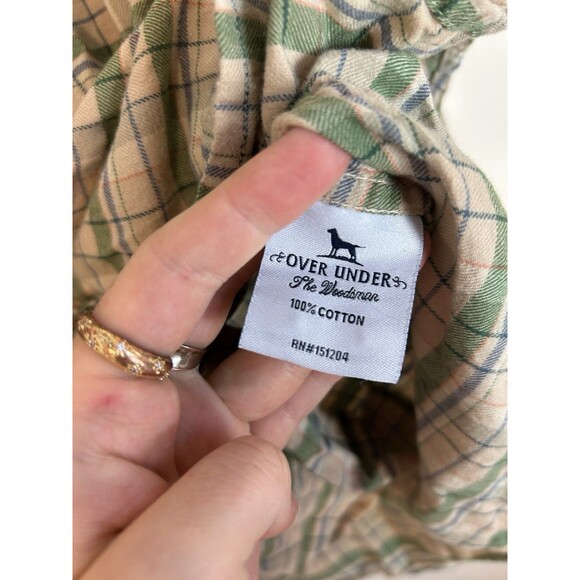 OVER UNDER
The Woodsman
100% COTTON
RN#151204